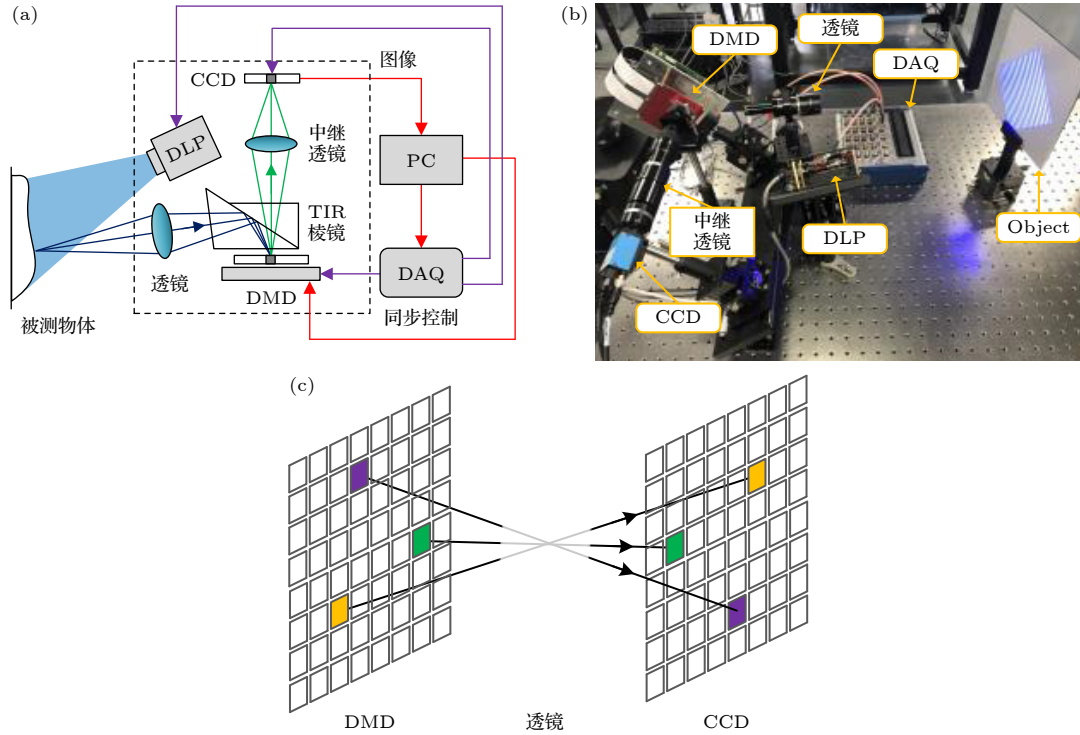 (a)
CCD
图像
DLP
中继
透镜
PC
TIR
棱镜
透镜
DMD
DAQ
被测物体
同步控制
(b)
透镜
DMD
DAQ
中继
透镜
DLP
Object
CCD
(c)
DMD
透镜
CCD